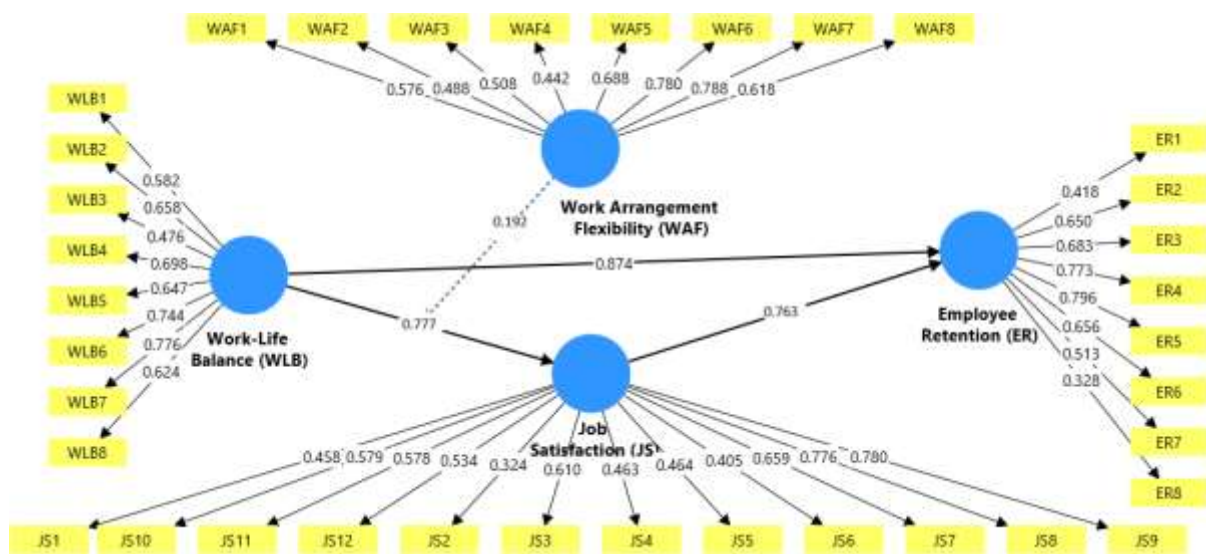 WAF1 WAF2 WAF3 WAF4 WAF5 WAF6 WAF7 WAF8
0.576 0.488 0.508 0.442 0.688 0.780 0.788 0.618
WLB1
WLB2
WLB3
WLB4
WLB5
WLB6
WLB7
WLB8
0.582
0.658
0.476
0.698
0.647
0.744
0.776
0.624
Work-Life
Balance (WLB)
Work Arrangement
Flexibility (WAF)
0.192
0.874
0.777
0.763
Employee
Retention (ER)
ER1
ER2
ER3
ER4
ER5
ER6
ER7
ER8
0.418
0.650
0.683
0.773
0.796
0.656
0.513
0.328
Job
Satisfaction (JS)
0.458 0.579 0.578 0.534 0.324 0.610 0.463 0.464 0.405 0.659 0.776 0.780
JS1 JS10 JS11 JS12 JS2 JS3 JS4 JS5 JS6 JS7 JS8 JS9